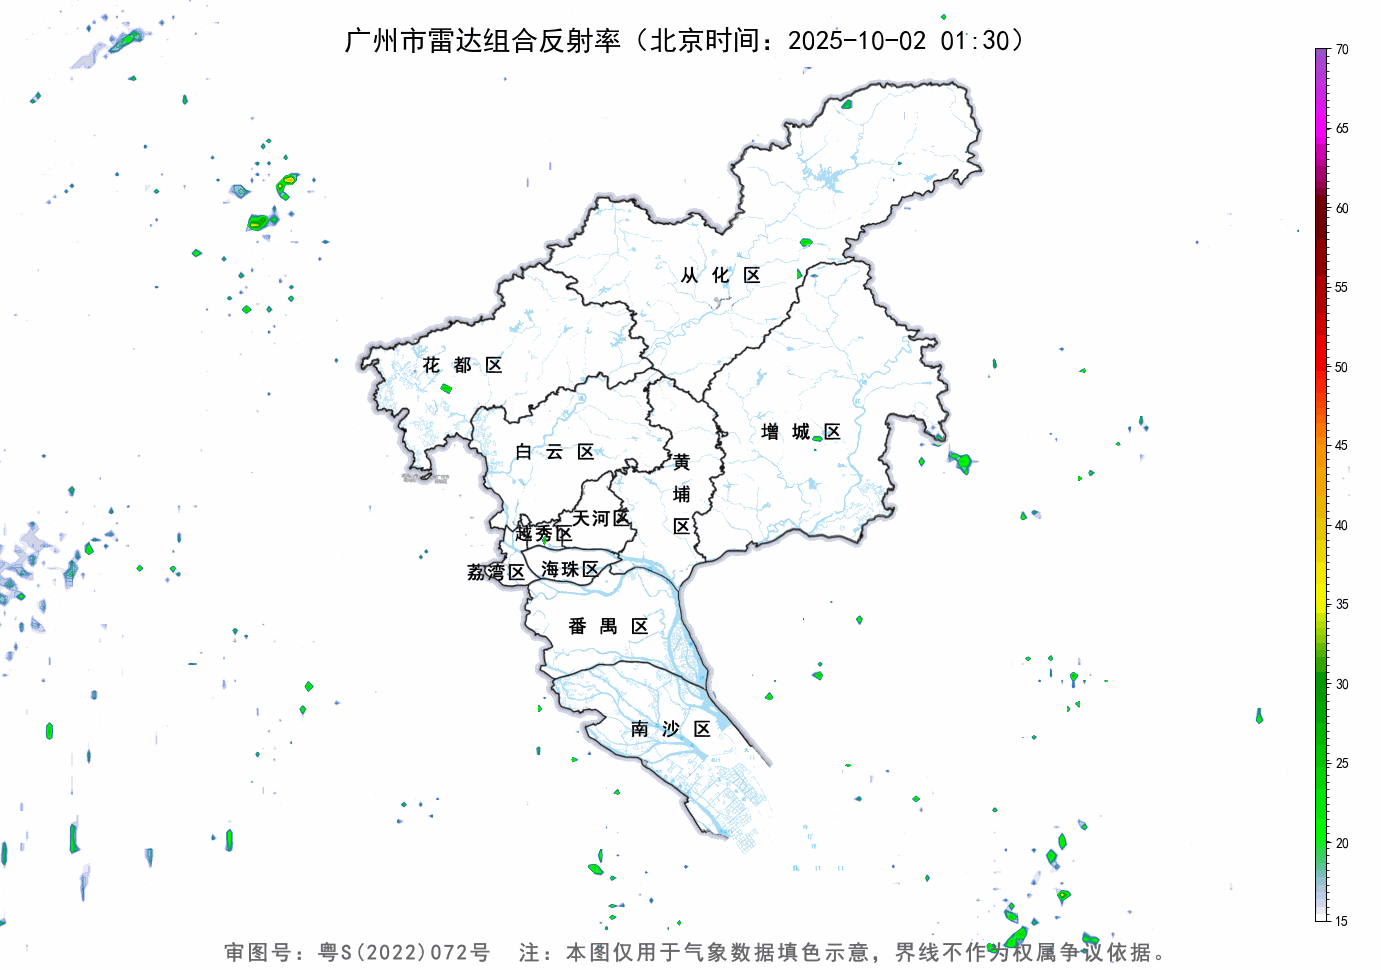 广州市雷达组合反射率（北京时间：2025-10-02 01:30）
70
65
60
55
50
45
40
35
30
25
20
15
从化区
花都区
增城区
白云区
黄埔区
天河区
越秀区
荔湾区
海珠区
番禺区
南沙区
审图号：粤S(2022)072号 注：本图仅用于气象数据填色示意，界线不作为权属争议依据。